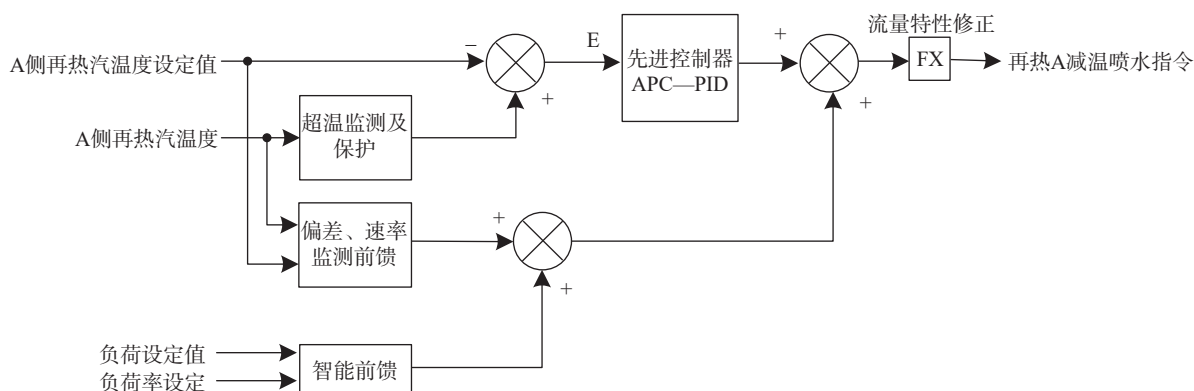 流量特性修正
−
E
+
A侧再热汽温度设定值
先进控制器
APC—PID
FX
再热A减温喷水指令
+
+
超温监测及
保护
A侧再热汽温度
+
偏差、速率
监测前馈
+
负荷设定值
智能前馈
负荷率设定